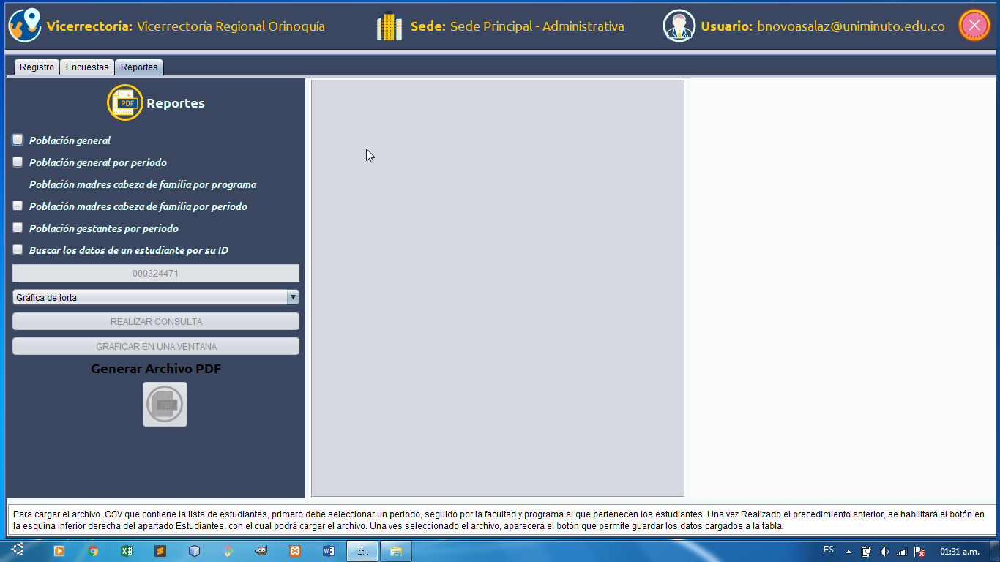 Vicerrectoría: Vicerrectoría Regional Orinoquía
Sede: Sede Principal - Administrativa
Usuario: bnovoasalaz@uniminuto.edu.co
Registro
Encuestas
Reportes
PDF
Reportes
Población general
Población general por periodo
Población madres cabeza de familia por programa
Población madres cabeza de familia por periodo
Población gestantes por periodo
Buscar los datos de un estudiante por su ID
000324471
Gráfica de torta
REALIZAR CONSULTA
GRAFICAR EN UNA VENTANA
Generar Archivo PDF
PDF
Para cargar el archivo .CSV que contiene la lista de estudiantes, primero debe seleccionar un periodo, seguido por la facultad y programa al que pertenecen los estudiantes. Una vez Realizado el precedimiento anterior, se habilitará el botón en
la esquina inferior derecha del apartado Estudiantes, con el cual podrá cargar el archivo. Una ves seleccionado el archivo, aparecerá el botón que permite guardar los datos cargados a la tabla.
ES
01:31 a.m.